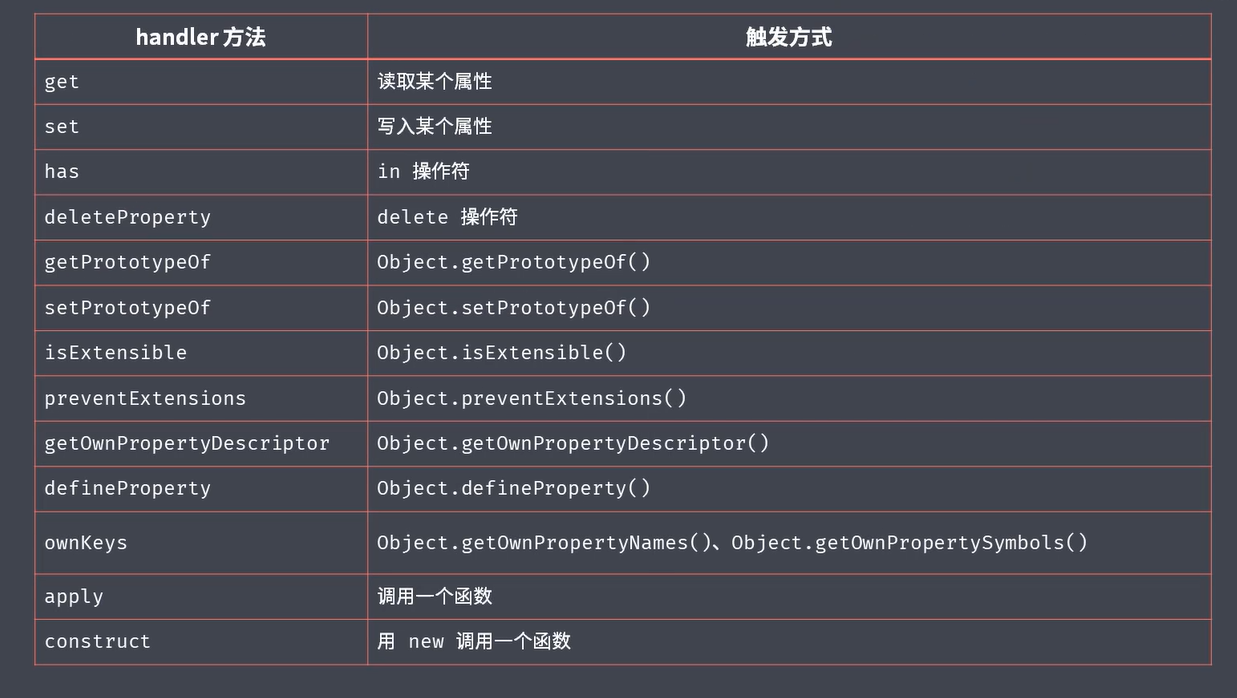 handler 方法 触发方式
get 读取某个属性
set 写入某个属性
has in 操作符
deleteProperty delete 操作符
getPrototypeOf Object.getPrototypeOf()
setPrototypeOf Object.setPrototypeOf()
isExtensible Object.isExtensible()
preventExtensions Object.preventExtensions()
getOwnPropertyDescriptor Object.getOwnPropertyDescriptor()
defineProperty Object.defineProperty()
ownKeys Object.getOwnPropertyNames()、Object.getOwnPropertySymbols()
apply 调用一个函数
construct 用 new 调用一个函数